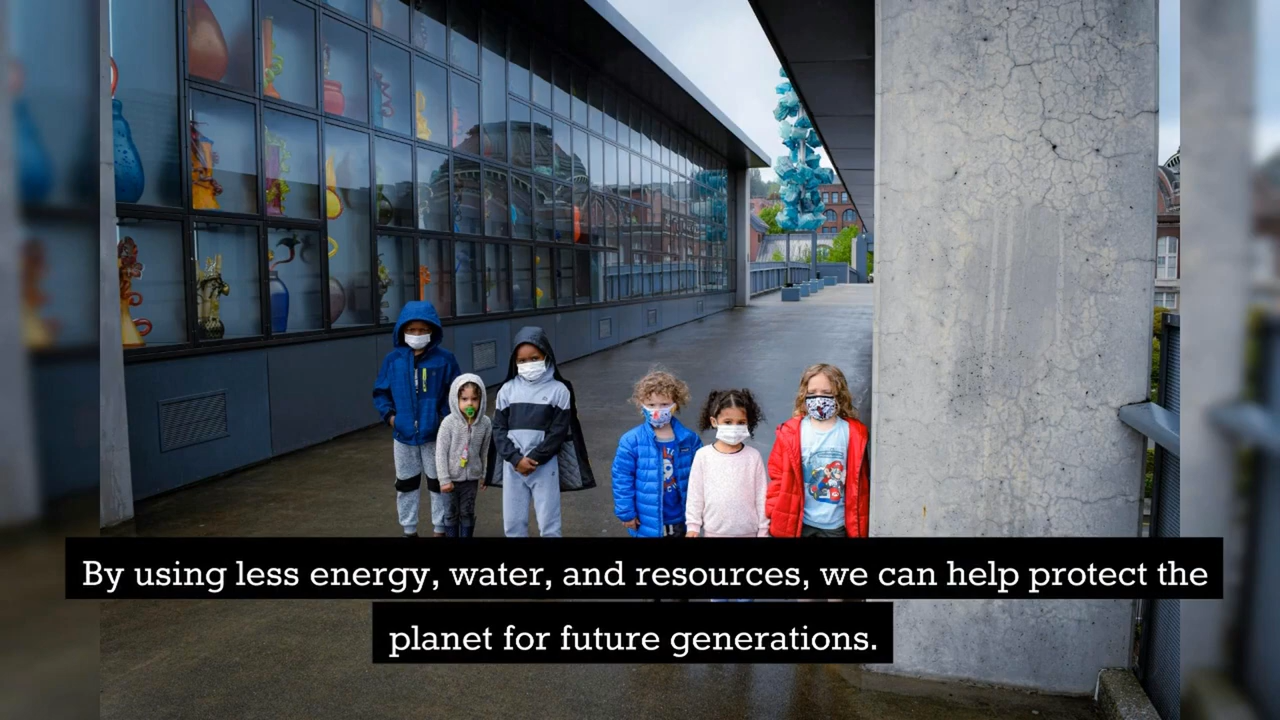 By using less energy, water, and resources, we can help protect the
planet for future generations.